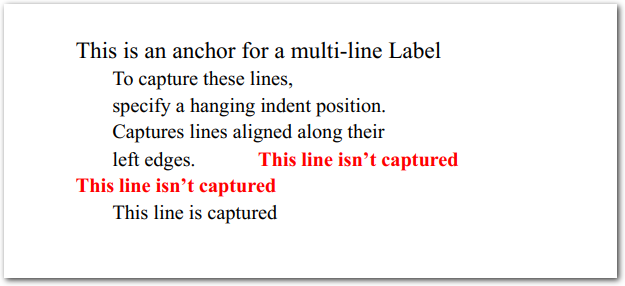 This is an anchor for a multi-line Label
To capture these lines,
specify a hanging indent position.
Captures lines aligned along their
left edges. This line isn’t captured
This line isn’t captured
This line is captured